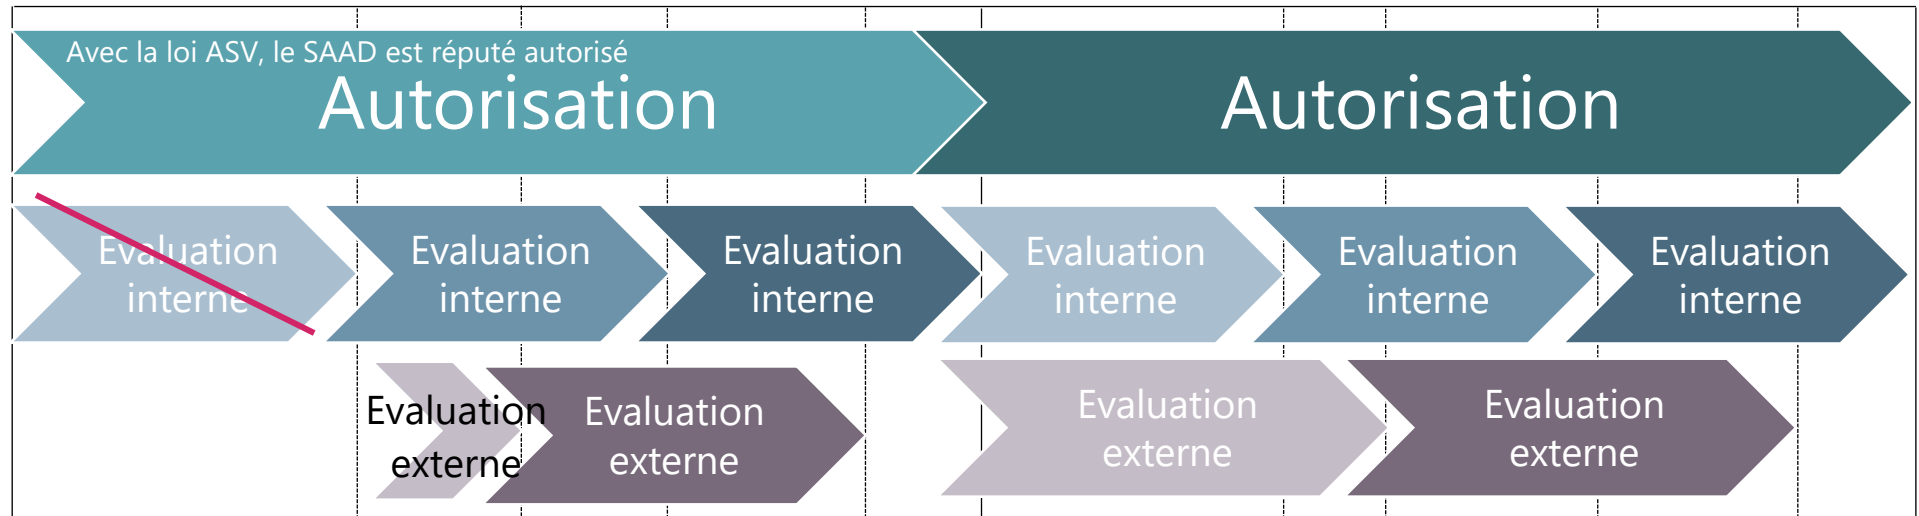 Avec la loi ASV, le SAAD est réputé autorisé
Autorisation
Autorisation
Evaluation
interne
Evaluation
interne
Evaluation
interne
Evaluation
interne
Evaluation
interne
Evaluation
interne
Evaluation
externe
Evaluation
externe
Evaluation
externe
Evaluation
externe